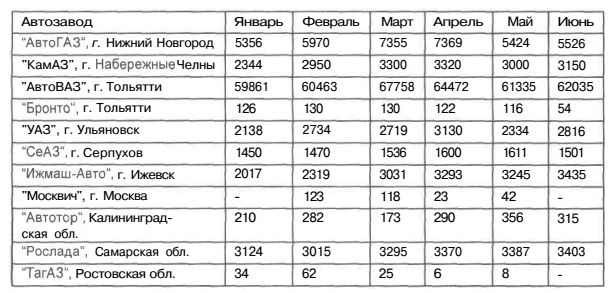 Автозавод Январь Февраль Март Апрель Май Июнь
"АвтоГАЗ", г. Нижний Новгород 5356 5970 7355 7369 5424 5526
"КамАЗ", г. Набережные Челны 2344 2950 3300 3320 3000 3150
"АвтоВАЗ", г. Тольятти 59861 60463 67758 64472 61335 62035
"Бронто", г. Тольятти 126 130 130 122 116 54
"УАЗ", г. Ульяновск 2138 2734 2719 3130 2334 2816
"СеАЗ", г. Серпухов 1450 1470 1536 1600 1611 1501
"Ижмаш-Авто", г. Ижевск 2017 2319 3031 3293 3245 3435
"Москвич", г. Москва - 123 118 23 42 -
"Автотор", Калининград-
ская обл. 210 282 173 290 356 315
"Рослада", Самарская обл. 3124 3015 3295 3370 3387 3403
"ТагАЗ", Ростовская обл. 34 62 25 6 8 -